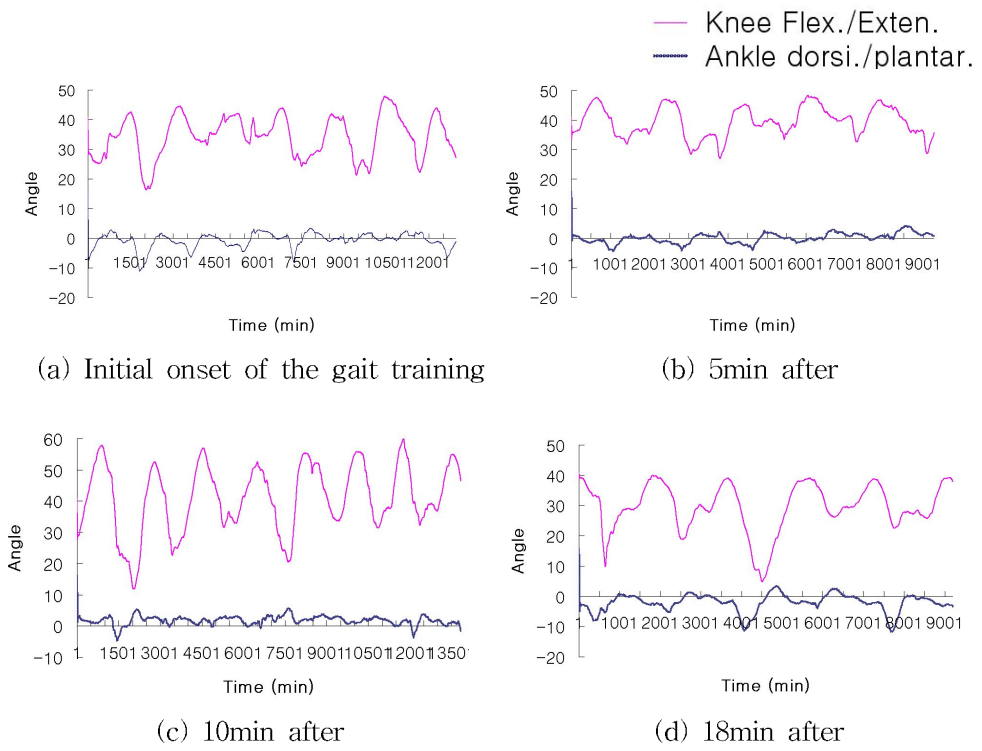 Knee Flex./Exten.
Ankle dorsi./plantar.
50
40
30
20
10
0
-10
-20
Angle
1501 3001 4501 6001 7501 9001 10501 12001
Time (min)
(a) Initial onset of the gait training
50
40
30
20
10
0
-10
-20
Angle
1 1001 2001 3001 4001 5001 6001 7001 8001 9001
Time (min)
(b) 5min after
60
50
40
30
20
10
0
-10
Angle
1 1501 3001 4501 6001 7501 9001 10501 12001 13501
Time (min)
(c) 10min after
50
40
30
20
10
0
-10
-20
Angle
1 1001 2001 3001 4001 5001 6001 7001 8001 9001
Time (min)
(d) 18min after